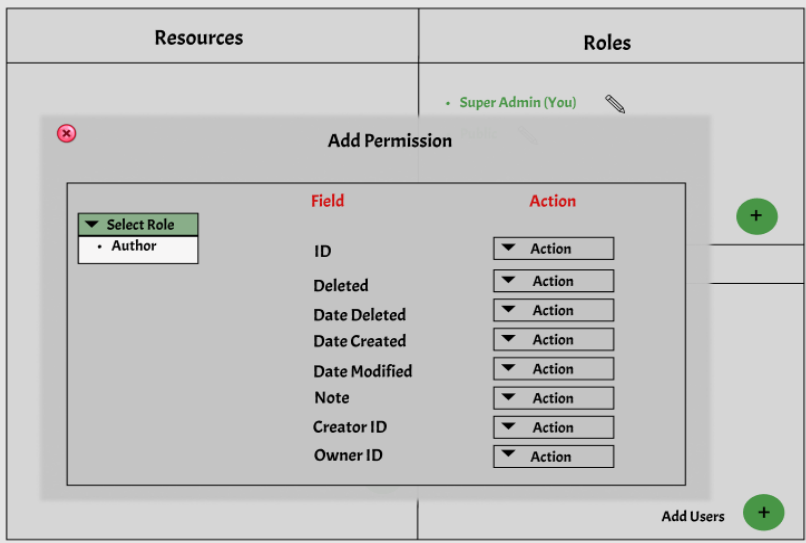 Resources
Roles
• Super Admin (You)
Add Permission
Field
Action
Select Role
• Author
ID
Action
Deleted
Action
Date Deleted
Action
Date Created
Action
Date Modified
Action
Note
Action
Creator ID
Action
Owner ID
Action
Add Users